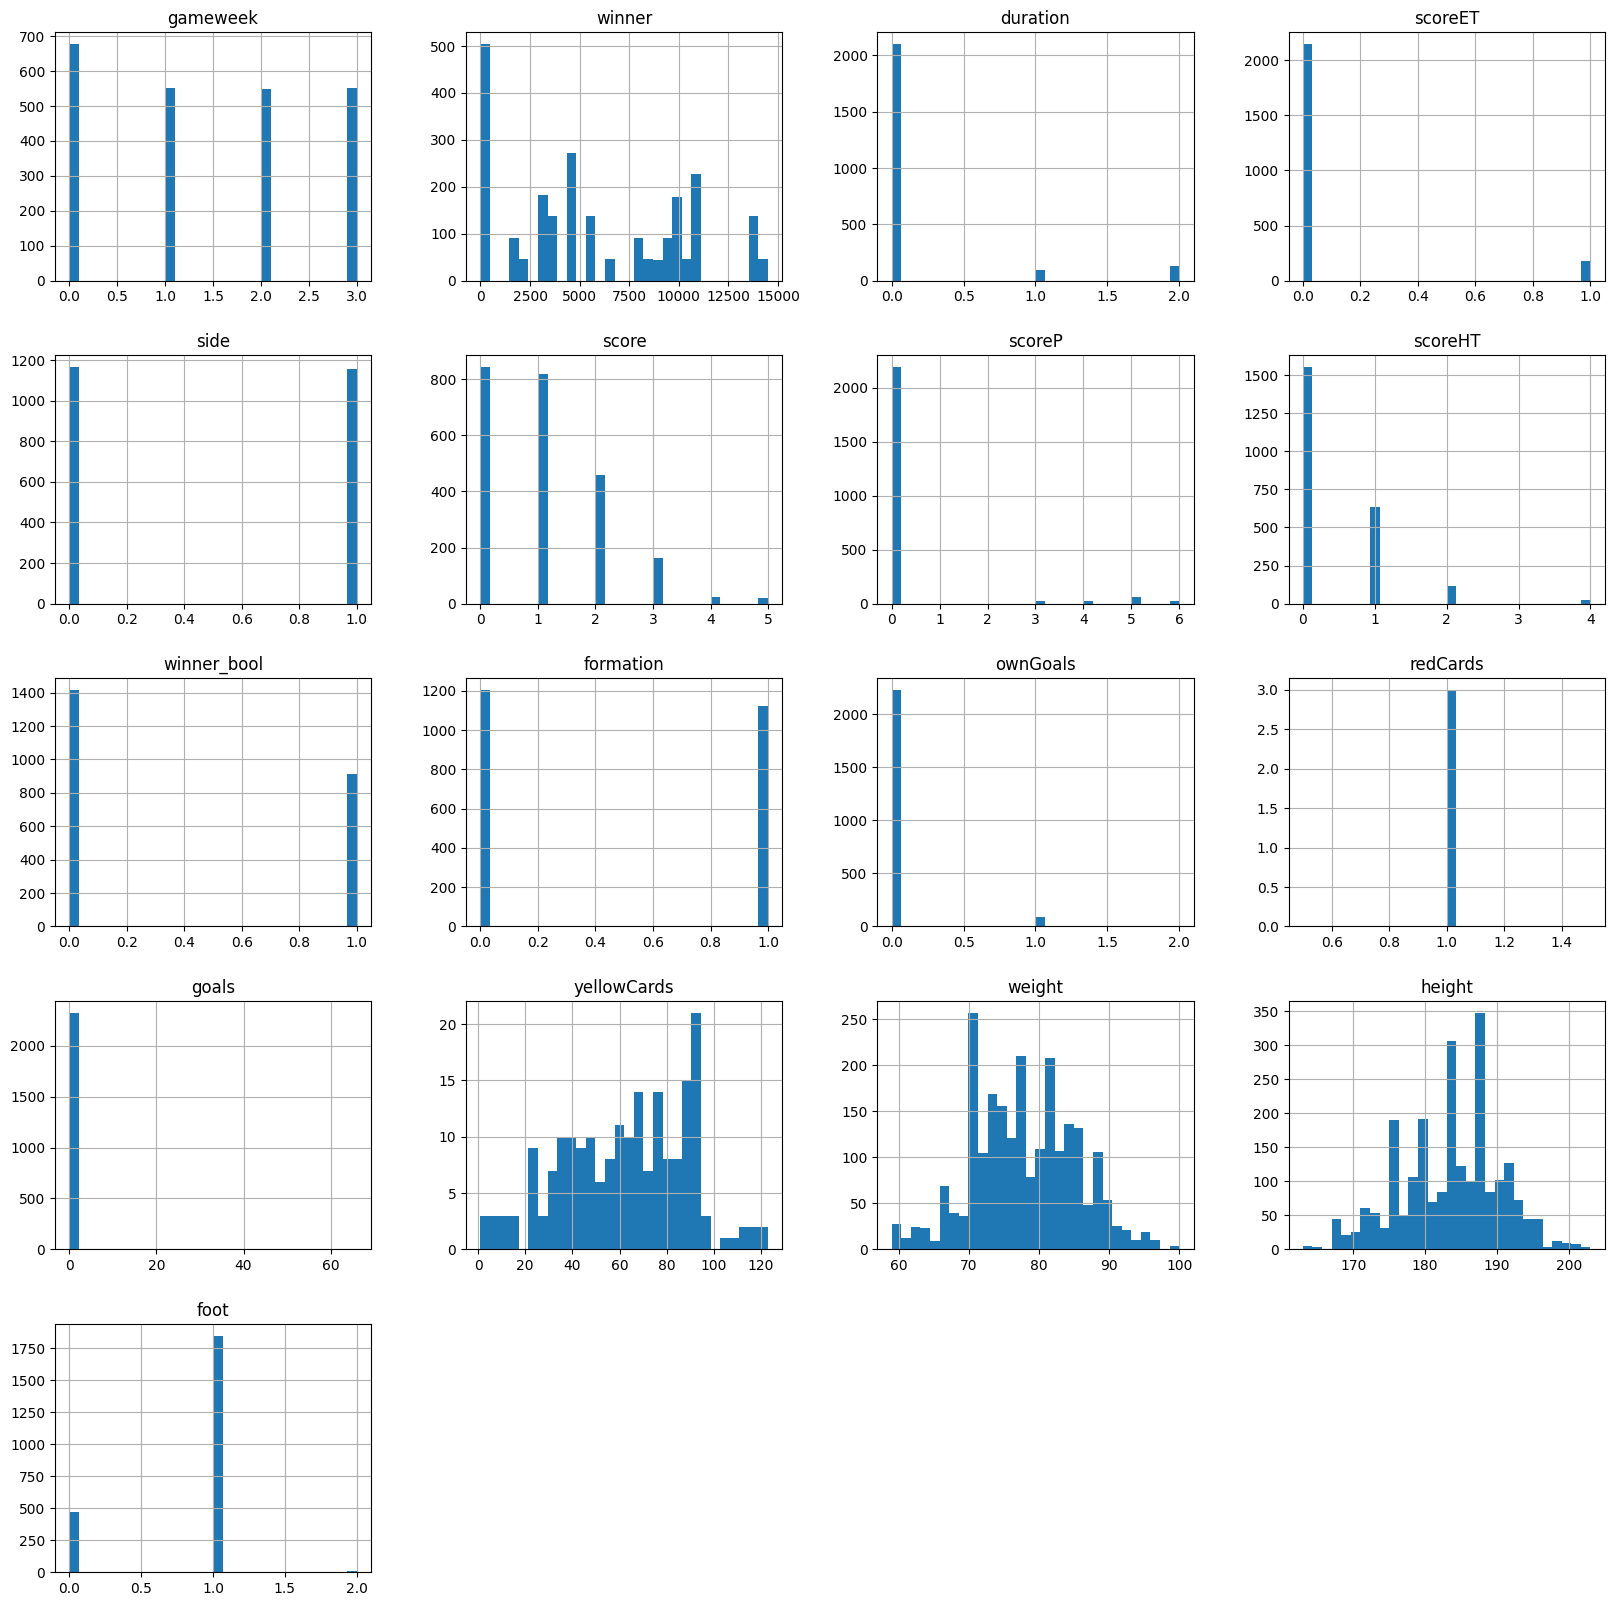 gameweek winner duration scoreET
700 500 2000 2000
600 400 1500 1500
500 300 1000 1000
400 200 500 500
300 100 0 0
200 0
100
0
0.0 0.5 1.0 1.5 2.0 2.5 3.0 0 2500 5000 7500 10000 12500 15000 0.0 0.5 1.0 1.5 2.0 0.0 0.2 0.4 0.6 0.8 1.0
side score scoreP scoreHT
1200 800 2000 1500
1000 600 1500 1250
800 400 1000 1000
600 200 500 750
400 0 0 500
200 250
0 0
0.0 0.2 0.4 0.6 0.8 1.0 0 1 2 3 4 5 0 1 2 3 4 5 6 0 1 2 3 4
winner_bool formation ownGoals redCards
1400 1200 2000 3.0
1200 1000 1500 2.5
1000 800 1000 2.0
800 600 500 1.5
600 400 0 1.0
400 200 0.5
200 0 0.0
0
0.0 0.2 0.4 0.6 0.8 1.0 0.0 0.2 0.4 0.6 0.8 1.0 0.0 0.5 1.0 1.5 2.0 0.6 0.8 1.0 1.2 1.4
goals yellowCards weight height
2000 20 250 350
1500 15 200 300
1000 10 150 250
500 5 100 200
0 0 50 150
0 100
50
0
0 20 40 60 0 20 40 60 80 100 120 60 70 80 90 100 170 180 190 200
foot
1750
1500
1250
1000
750
500
250
0
0.0 0.5 1.0 1.5 2.0